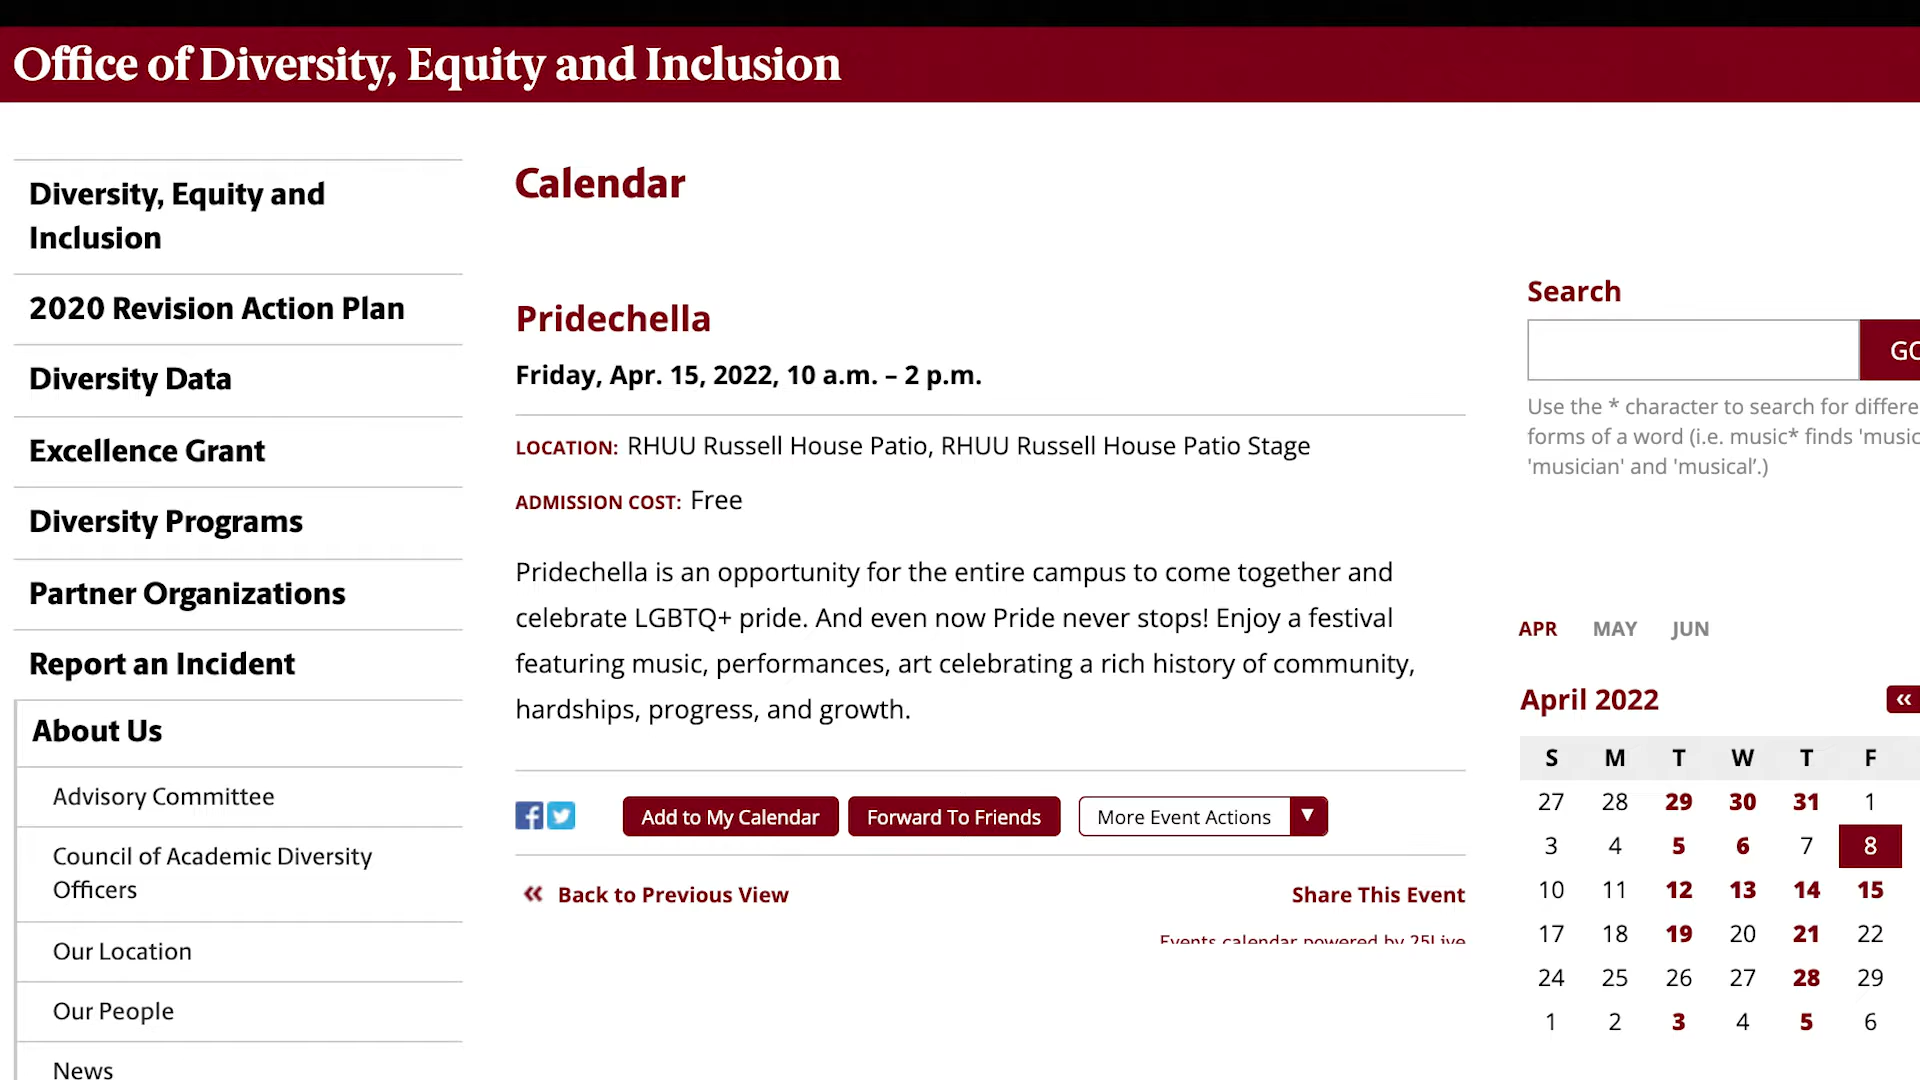 Office of Diversity, Equity and Inclusion
Diversity, Equity and
Inclusion
2020 Revision Action Plan
Diversity Data
Excellence Grant
Diversity Programs
Partner Organizations
Report an Incident
About Us
Advisory Committee
Council of Academic Diversity
Officers
Our Location
Our People
News
Calendar
Pridechella
Friday, Apr. 15, 2022, 10 a.m. – 2 p.m.
LOCATION: RHUU Russell House Patio, RHUU Russell House Patio Stage
ADMISSION COST: Free
Pridechella is an opportunity for the entire campus to come together and
celebrate LGBTQ+ pride. And even now Pride never stops! Enjoy a festival
featuring music, performances, art celebrating a rich history of community,
hardships, progress, and growth.
Add to My Calendar
Forward To Friends
More Event Actions ▼
« Back to Previous View
Share This Event
Events calendar powered by 25Live
Search
GO
Use the * character to search for differe
forms of a word (i.e. music* finds 'music
'musician' and 'musical’.)
APR MAY JUN
April 2022 «
S M T W T F
27 28 29 30 31 1
3 4 5 6 7 8
10 11 12 13 14 15
17 18 19 20 21 22
24 25 26 27 28 29
1 2 3 4 5 6